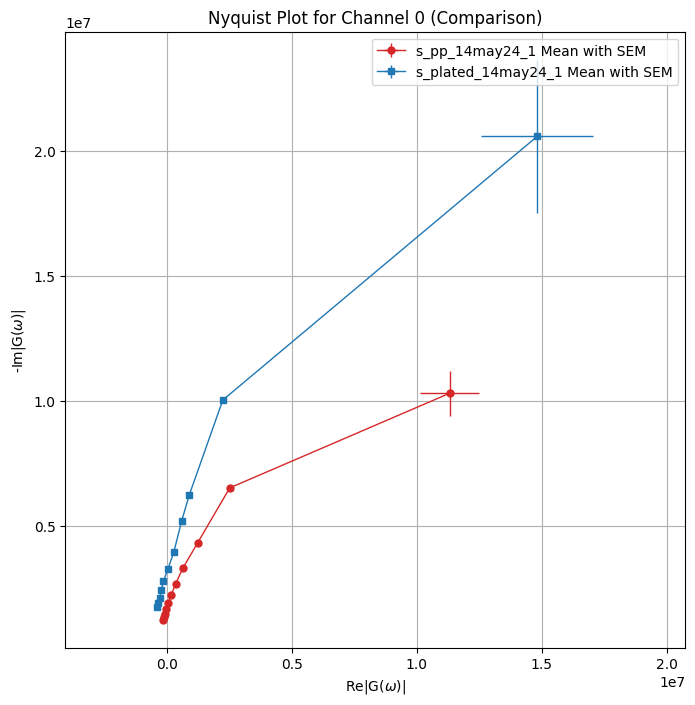 Nyquist Plot for Channel 0 (Comparison)
1e7
s_pp_14may24_1 Mean with SEM
s_plated_14may24_1 Mean with SEM
2.0
1.5
1.0
0.5
-Im|G(ω)|
0.0 0.5 1.0 1.5 2.0
1e7
Re|G(ω)|